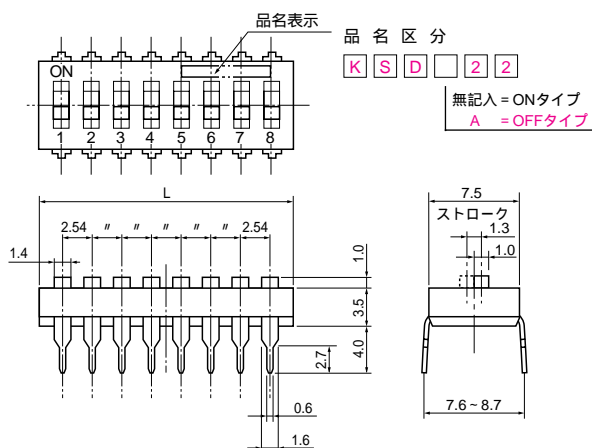 品名表示
品 名 区 分
K S D 2 2
無記入 = ONタイプ
A = OFFタイプ
ON
1 2 3 4 5 6 7 8
L
2.54 〃 〃 〃 〃 〃 2.54
1.4
1.0
3.5
4.0
2.7
0.6
1.6
7.5
ストローク
1.3
1.0
7.6~8.7